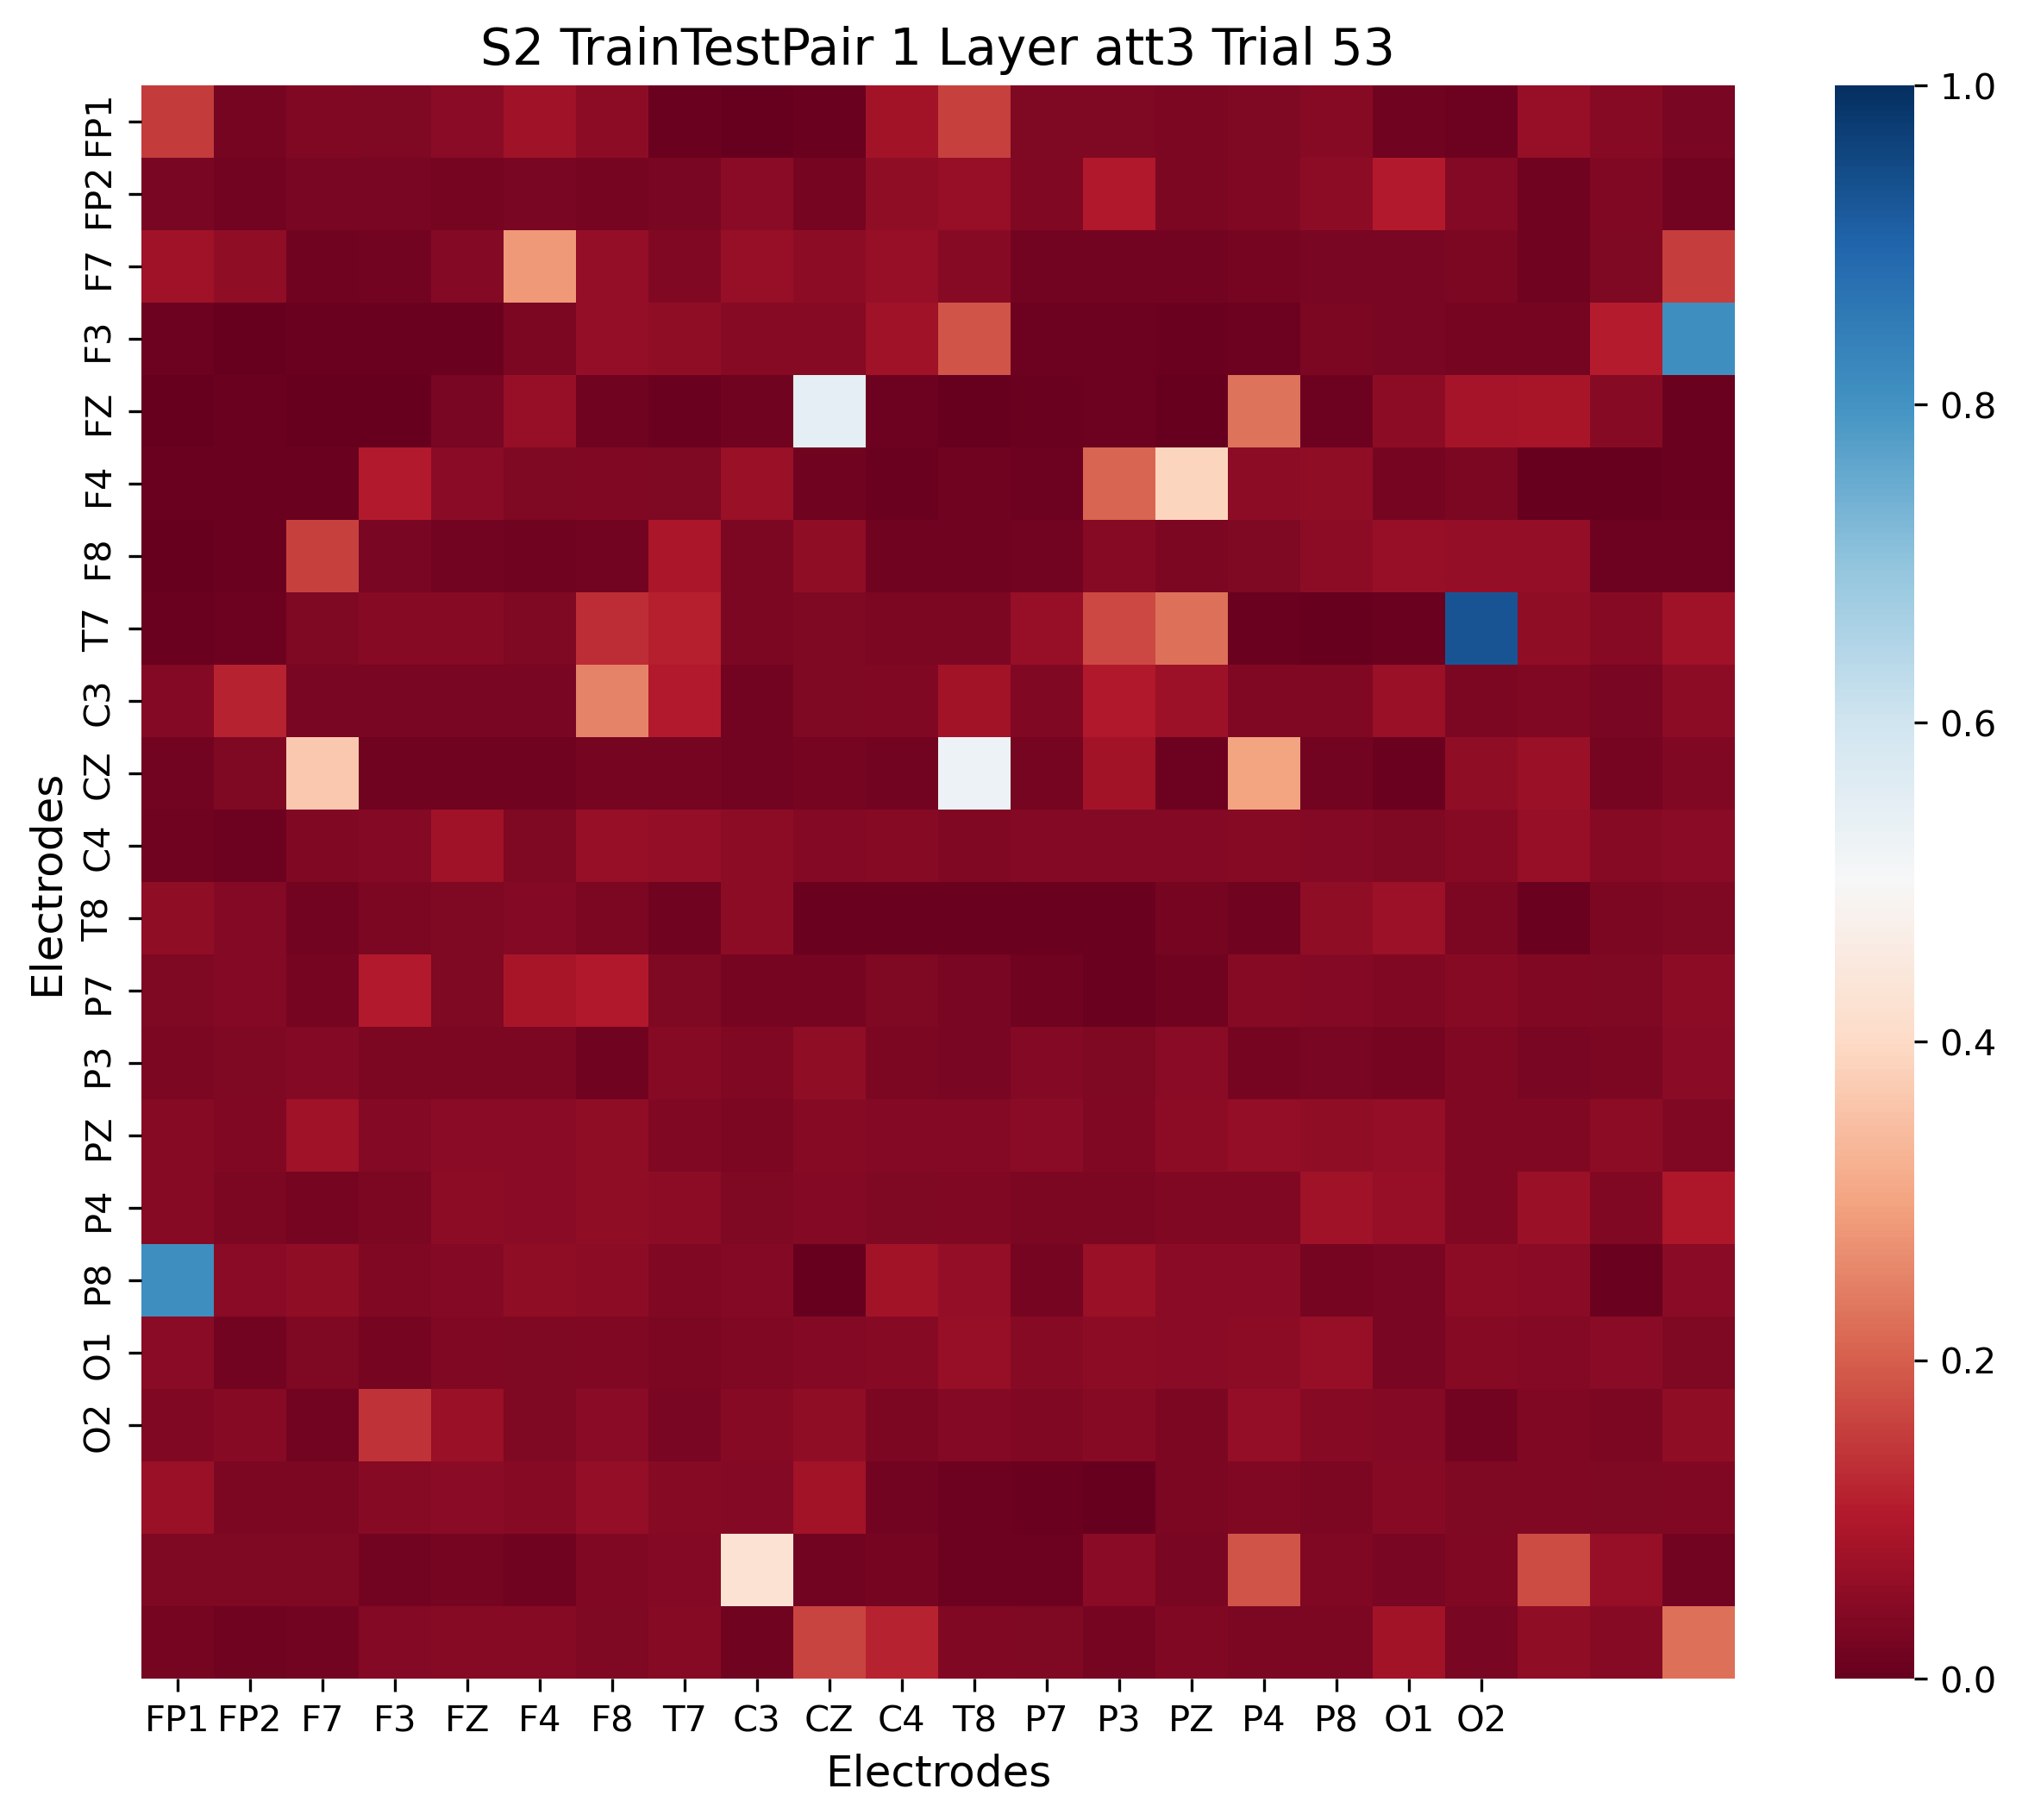 S2 TrainTestPair 1 Layer att3 Trial 53
Electrodes
FP1
FP2
F7
F3
FZ
F4
F8
T7
C3
CZ
C4
T8
P7
P3
PZ
P4
P8
O1
O2
FP1 FP2 F7 F3 FZ F4 F8 T7 C3 CZ C4 T8 P7 P3 PZ P4 P8 O1 O2
Electrodes
1.0
0.8
0.6
0.4
0.2
0.0